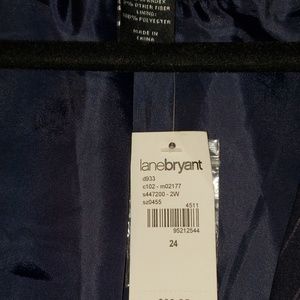 % OTHER FIBER
LINING:
100% POLYESTER
MADE IN
CHINA
lanebryant
d933
c102 - m02177
s447200 - 2W
sz0455
4511
95212544
24